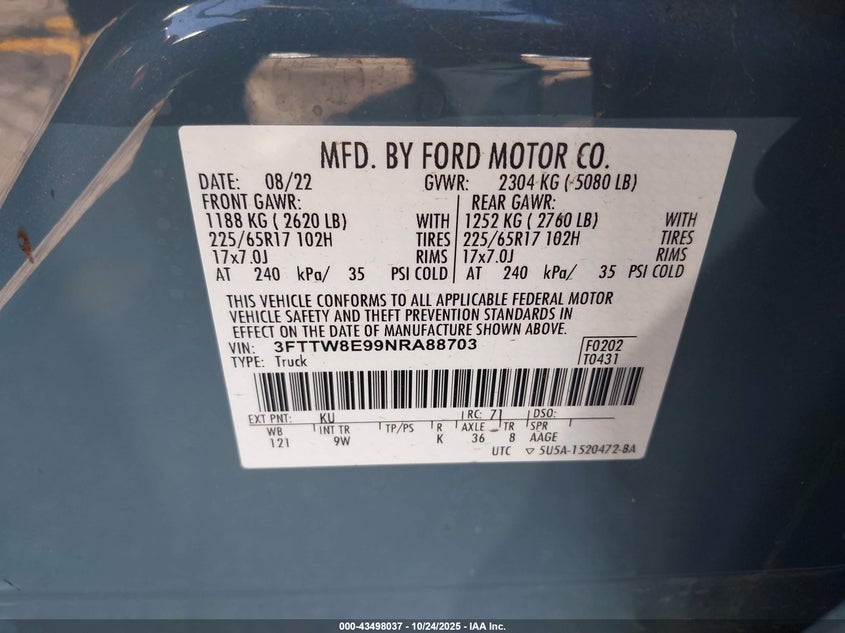 MFD. BY FORD MOTOR CO.
DATE: 08/22 GVWR: 2304 KG ( 5080 LB)
FRONT GAWR: REAR GAWR:
1188 KG ( 2620 LB) WITH 1252 KG ( 2760 LB) WITH
225/65R17 102H TIRES 225/65R17 102H TIRES
17x7.0J RIMS 17x7.0J RIMS
AT 240 kPa/ 35 PSI COLD AT 240 kPa/ 35 PSI COLD
THIS VEHICLE CONFORMS TO ALL APPLICABLE FEDERAL MOTOR
VEHICLE SAFETY AND THEFT PREVENTION STANDARDS IN
EFFECT ON THE DATE OF MANUFACTURE SHOWN ABOVE.
VIN: 3FTTW8E99NRA88703 F0202
TYPE: Truck T0431
EXT PNT: KU RC: 71 DSO:
WB INT TR TP/PS R AXLE TR SPR
121 9W K 36 8 AAGE
UTC ▽ 5U5A-1520472-BA
000-43498037 - 10/24/2025 - IAA Inc.